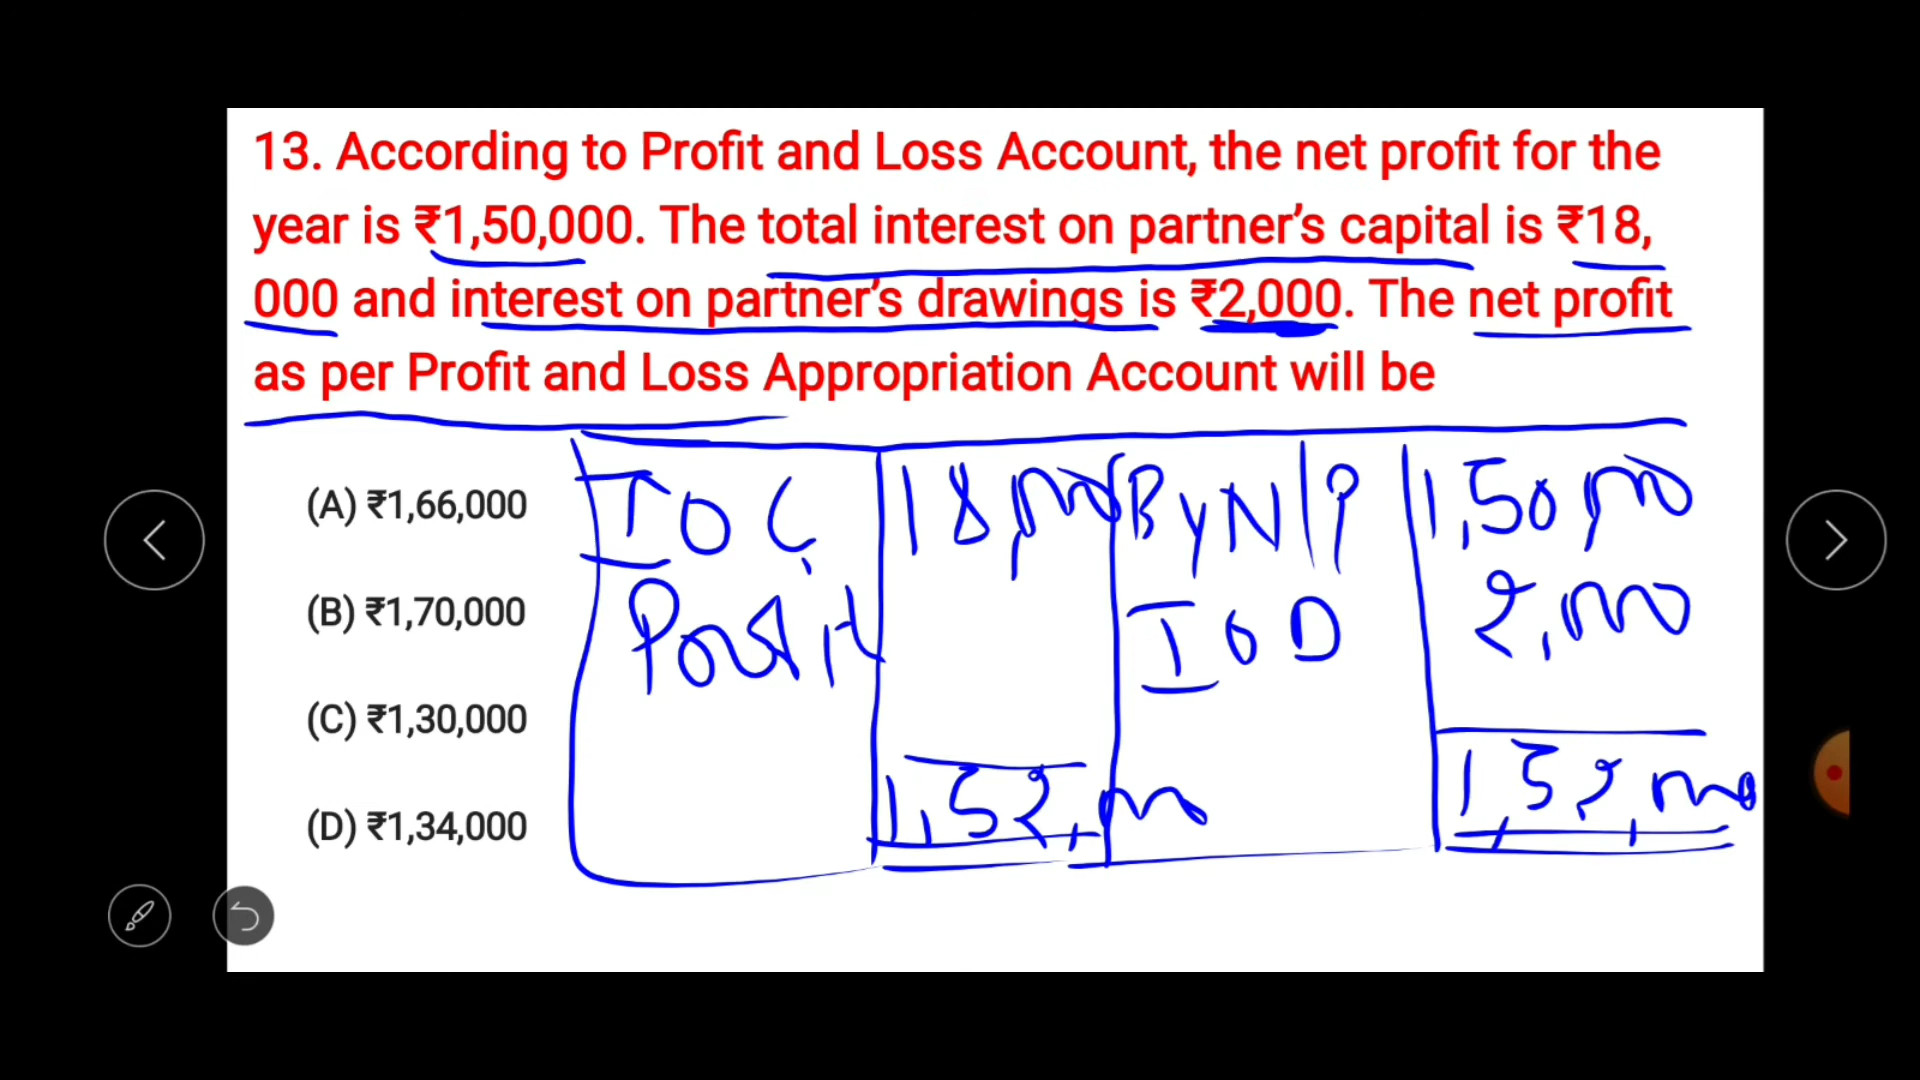 13. According to Profit and Loss Account, the net profit for the
year is ₹1,50,000. The total interest on partner’s capital is ₹18,
000 and interest on partner’s drawings is ₹2,000. The net profit
as per Profit and Loss Appropriation Account will be
(A) ₹1,66,000
(B) ₹1,70,000
(C) ₹1,30,000
(D) ₹1,34,000
IOC 18,000 By N/P 1,50,000
Profit IOD 2,000
1,52,000 1,52,000